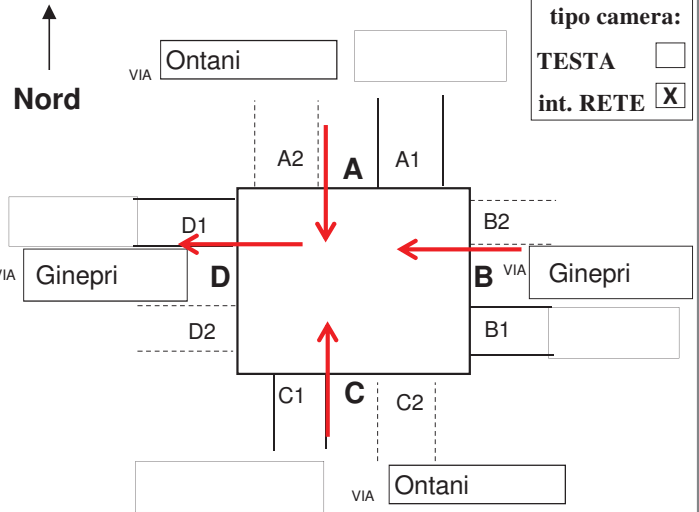 tipo camera:
VIA Ontani
TESTA
Nord
int. RETE X
A2 A A1
D1 B2
VIA Ginepri D B VIA Ginepri
D2 B1
C1 C C2
VIA Ontani